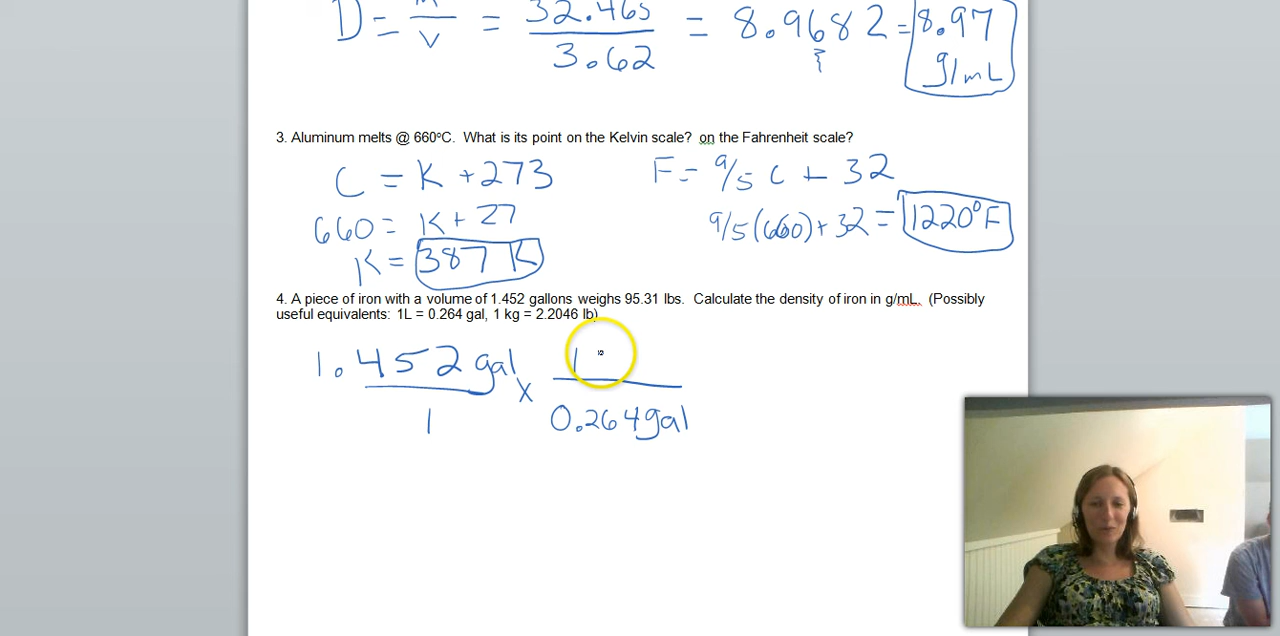 D = m/v = 32.465/3.62 = 8.9682 = 8.97 g/mL
3. Aluminum melts @ 660°C. What is its point on the Kelvin scale? on the Fahrenheit scale?
C = K + 273
F = 9/5 C + 32
660 = K + 27
9/5(660) + 32 = 1220°F
K = 387 K
4. A piece of iron with a volume of 1.452 gallons weighs 95.31 lbs. Calculate the density of iron in g/mL. (Possibly
useful equivalents: 1L = 0.264 gal, 1 kg = 2.2046 lb)
1.452 gal x 1
1 0.264 gal